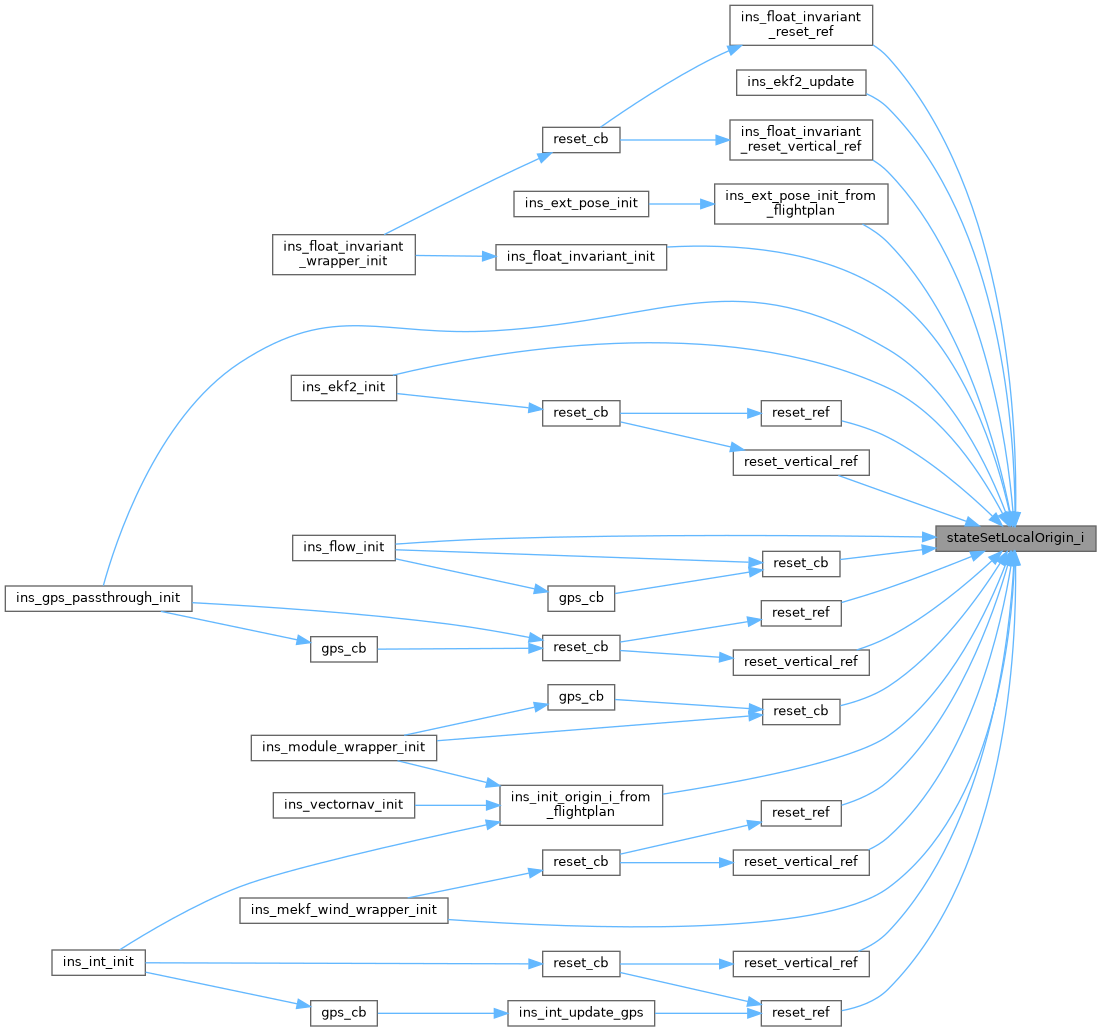 ins_float_invariant
_reset_ref
ins_ekf2_update
ins_float_invariant
_reset_vertical_ref
reset_cb
ins_ext_pose_init_from
_flightplan
ins_ext_pose_init
ins_float_invariant
_wrapper_init
ins_float_invariant_init
ins_ekf2_init
reset_cb
reset_ref
reset_vertical_ref
stateSetLocalOrigin_i
ins_flow_init
reset_cb
gps_cb
ins_gps_passthrough_init
reset_ref
gps_cb
reset_cb
reset_vertical_ref
gps_cb
reset_cb
ins_module_wrapper_init
ins_vectornav_init
ins_init_origin_i_from
_flightplan
reset_ref
reset_cb
reset_vertical_ref
ins_mekf_wind_wrapper_init
ins_int_init
reset_cb
reset_vertical_ref
gps_cb
ins_int_update_gps
reset_ref